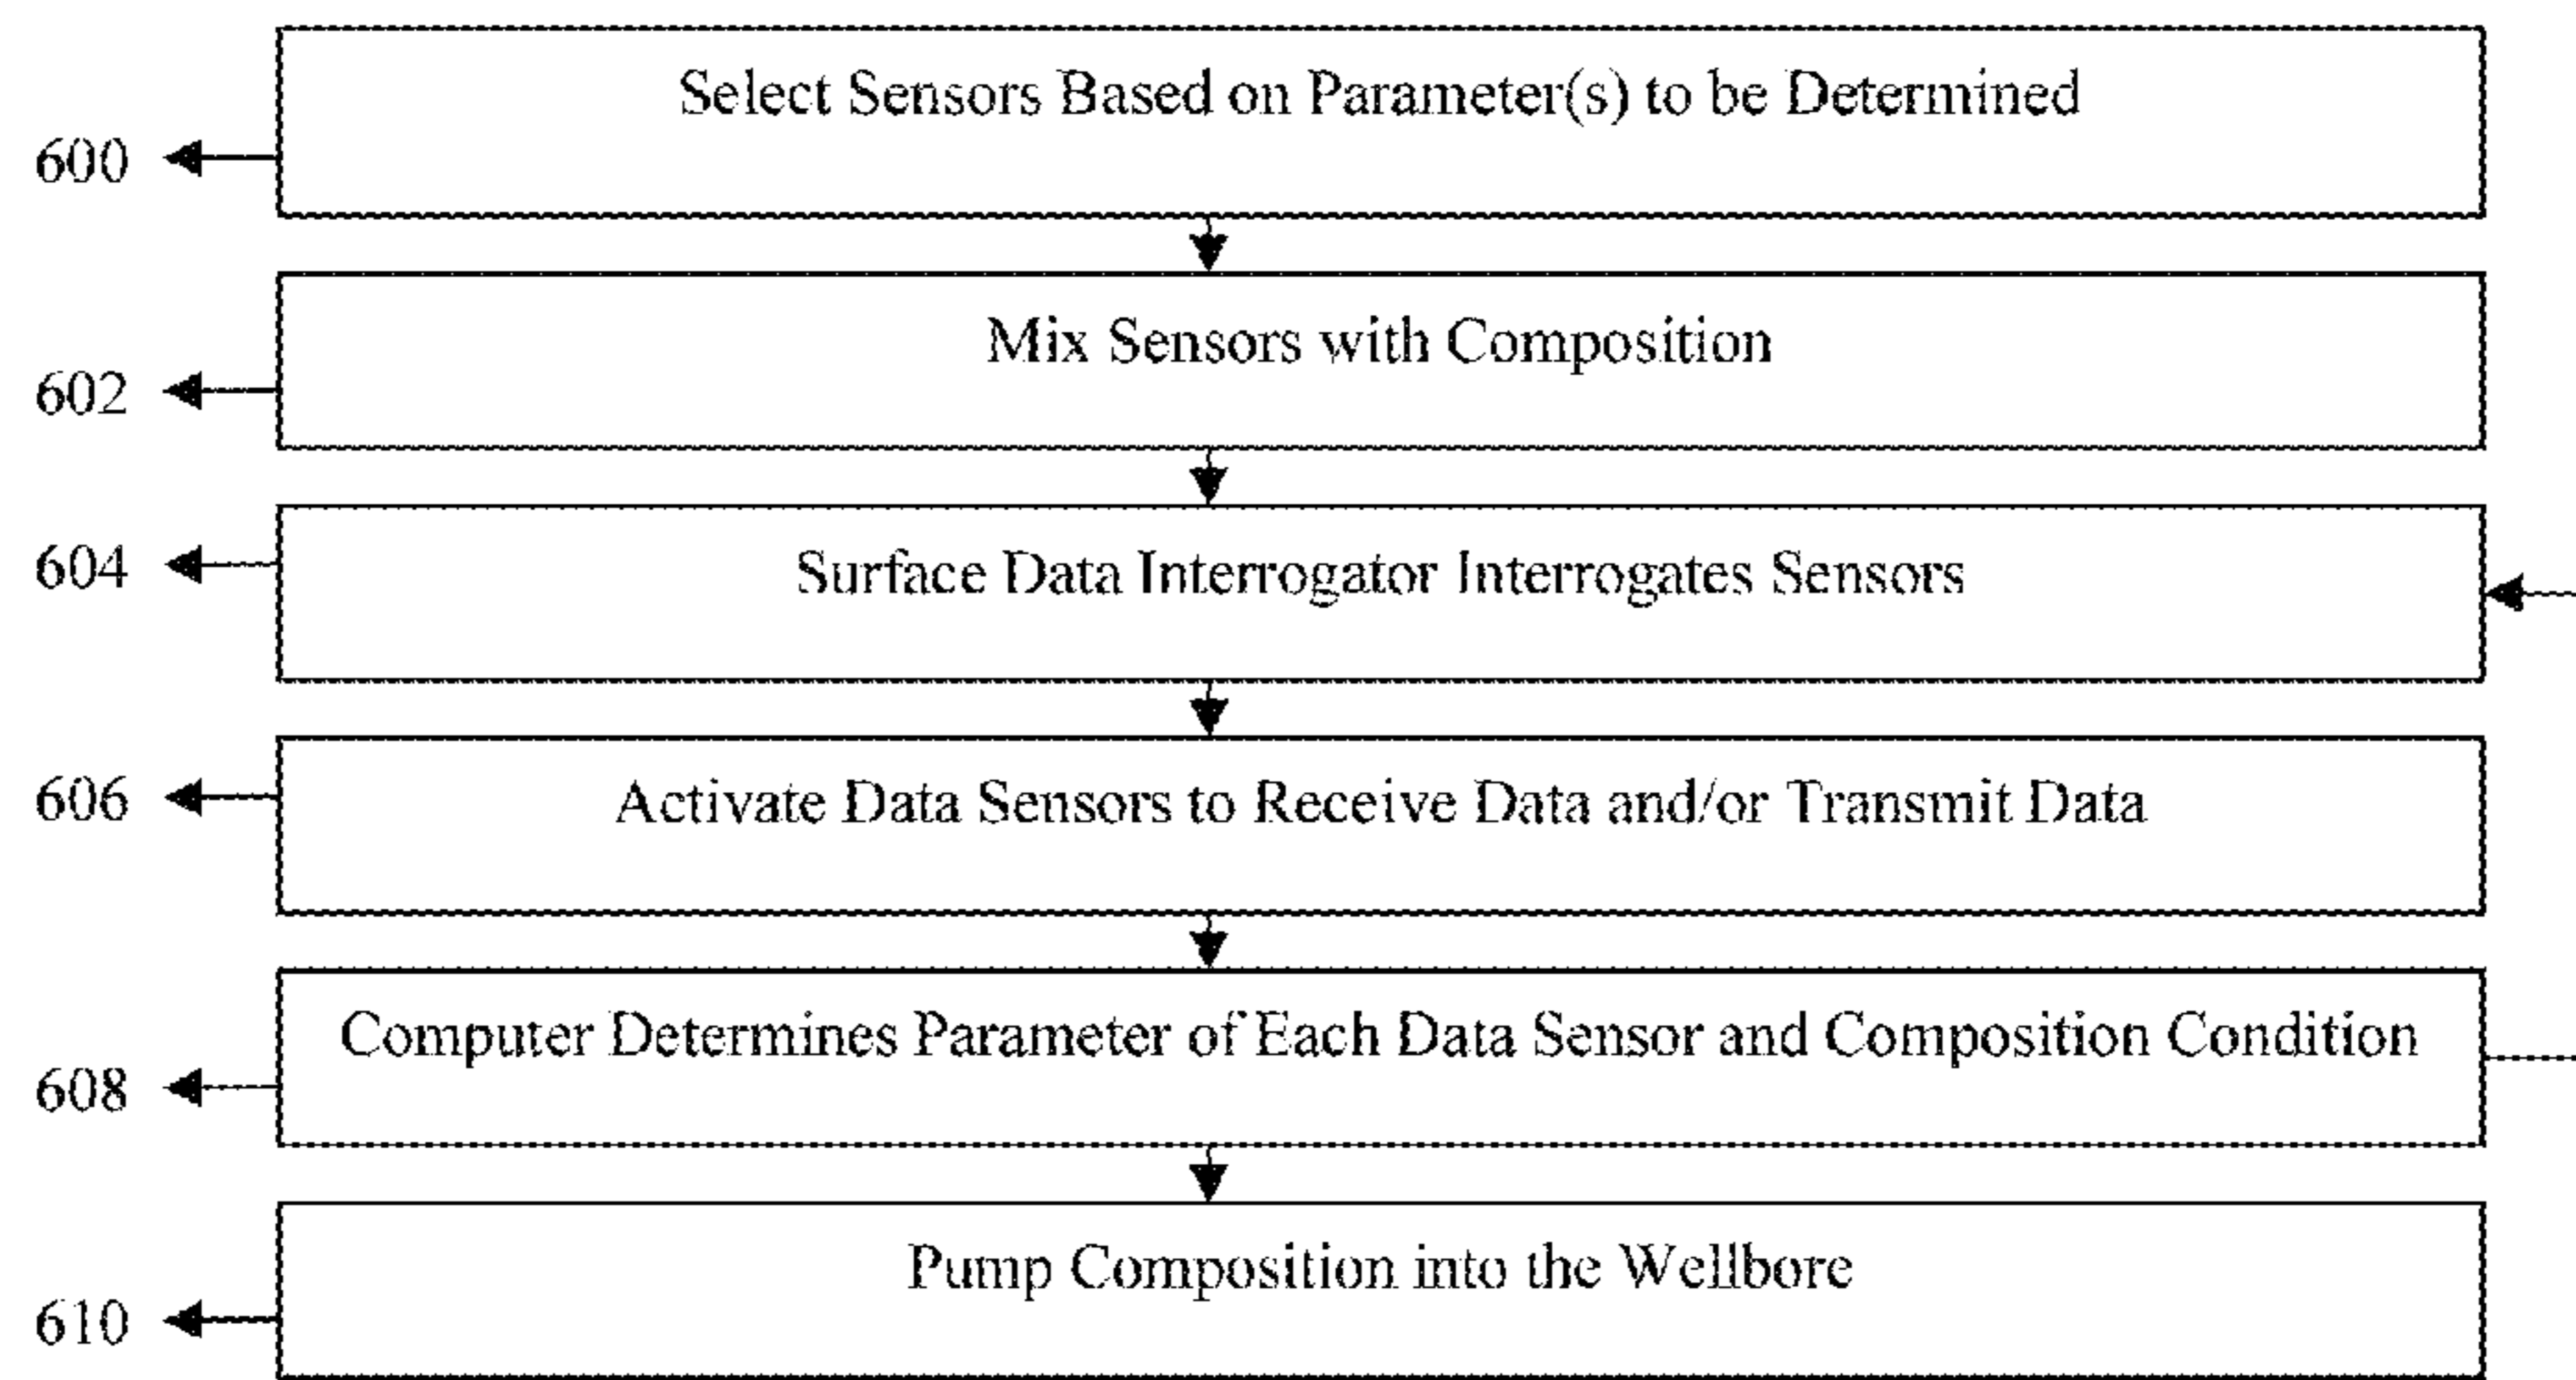 Select Sensors Based on Parameter(s) to be Determined
600
Mix Sensors with Composition
602
Surface Data Interrogator Interrogates Sensors
604
Activate Data Sensors to Receive Data and/or Transmit Data
606
Computer Determines Parameter of Each Data Sensor and Composition Condition
608
Pump Composition into the Wellbore
610